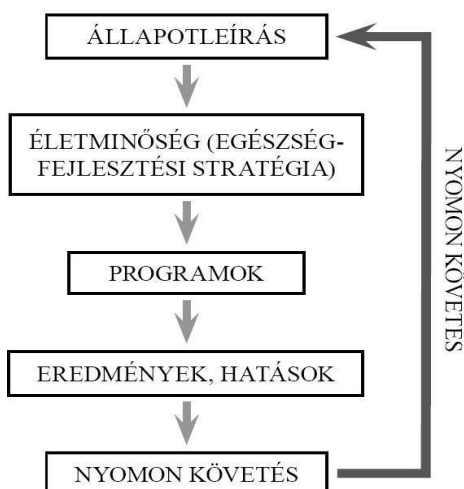 ÁLLAPOTLEÍRÁS
ÉLETMINŐSÉG (EGÉSZSÉG-
FEJLESZTÉSI STRATÉGIA)
PROGRAMOK
EREDMÉNYEK, HATÁSOK
NYOMON KÖVETÉS
NYOMON KÖVETÉS